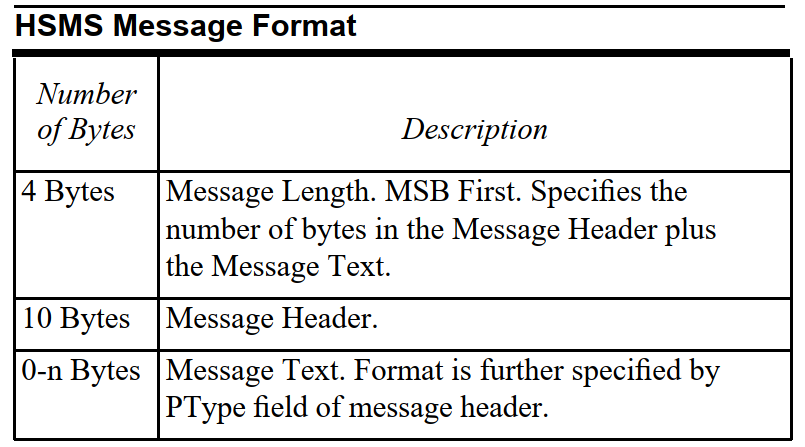 HSMS Message Format
Number
of Bytes
Description
4 Bytes
Message Length. MSB First. Specifies the
number of bytes in the Message Header plus
the Message Text.
10 Bytes
Message Header.
0-n Bytes
Message Text. Format is further specified by
PType field of message header.